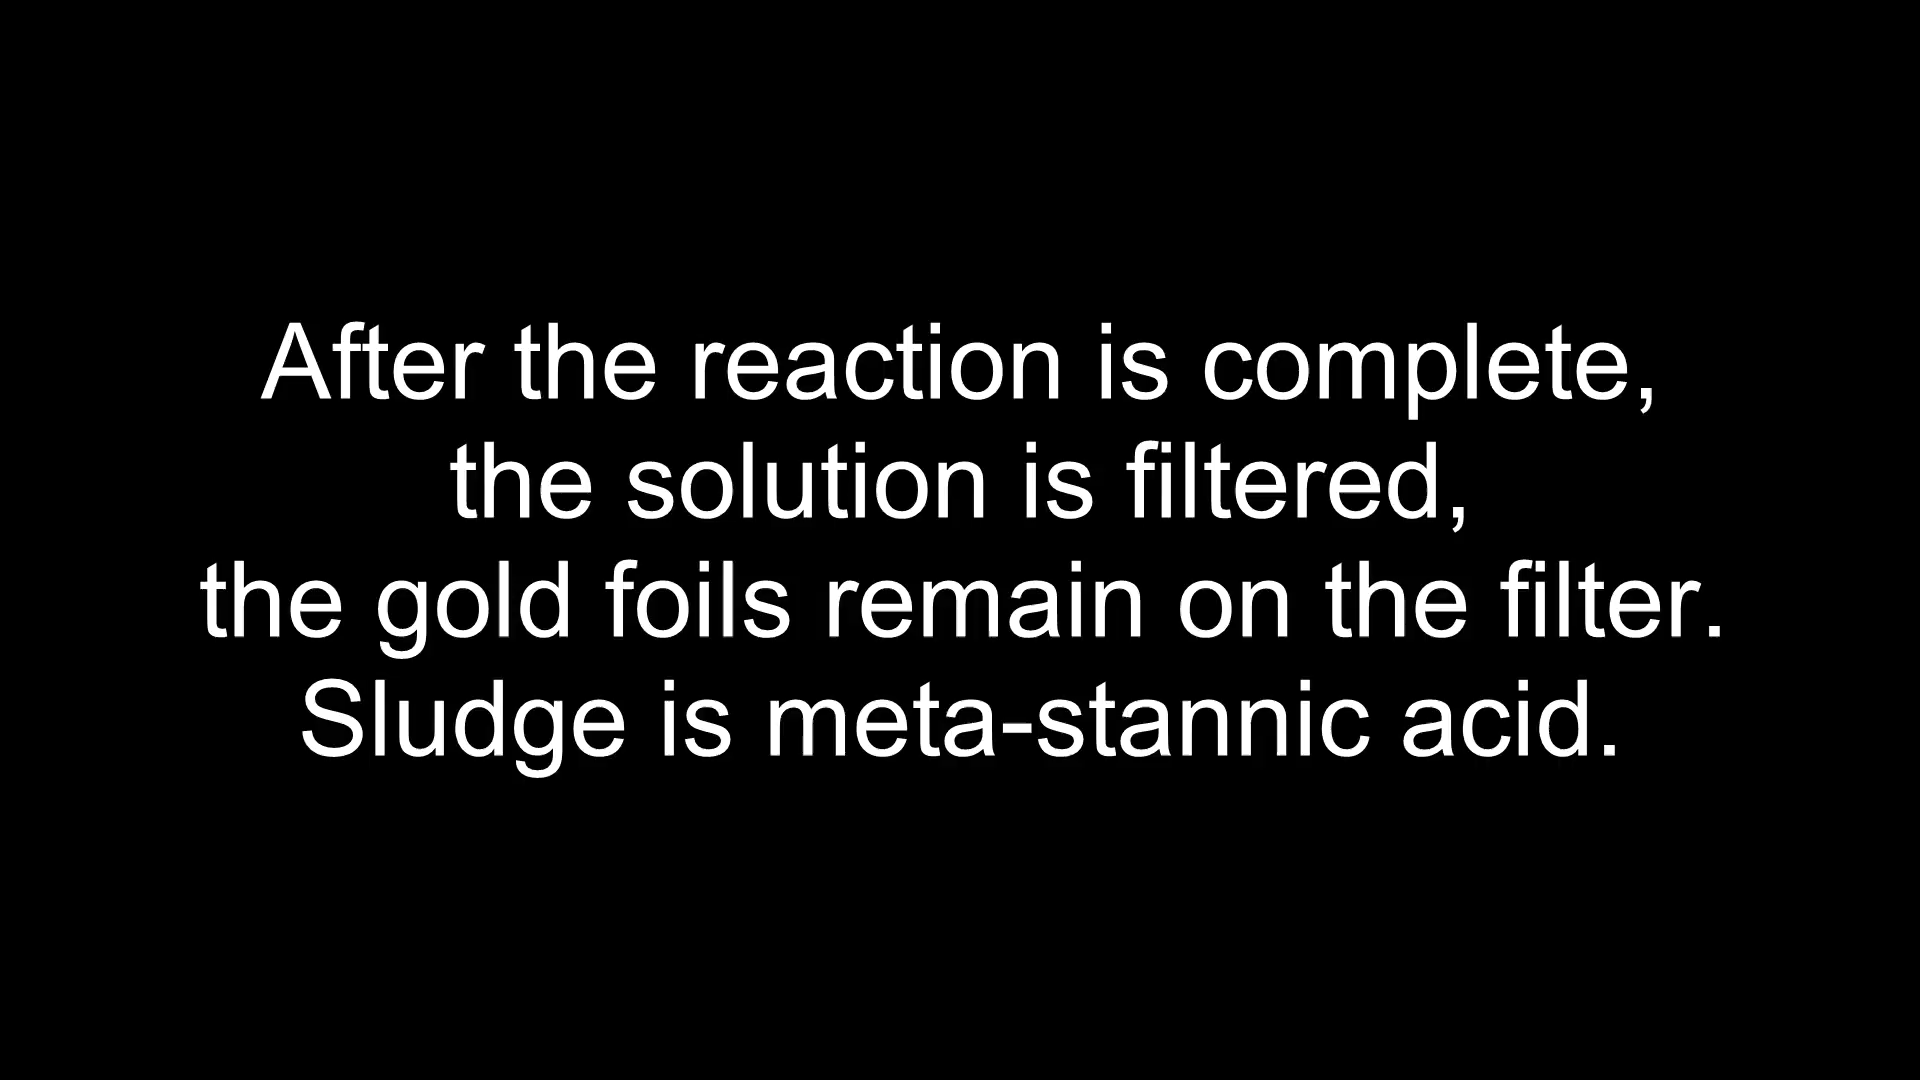 After the reaction is complete,
the solution is filtered,
the gold foils remain on the filter.
Sludge is meta-stannic acid.